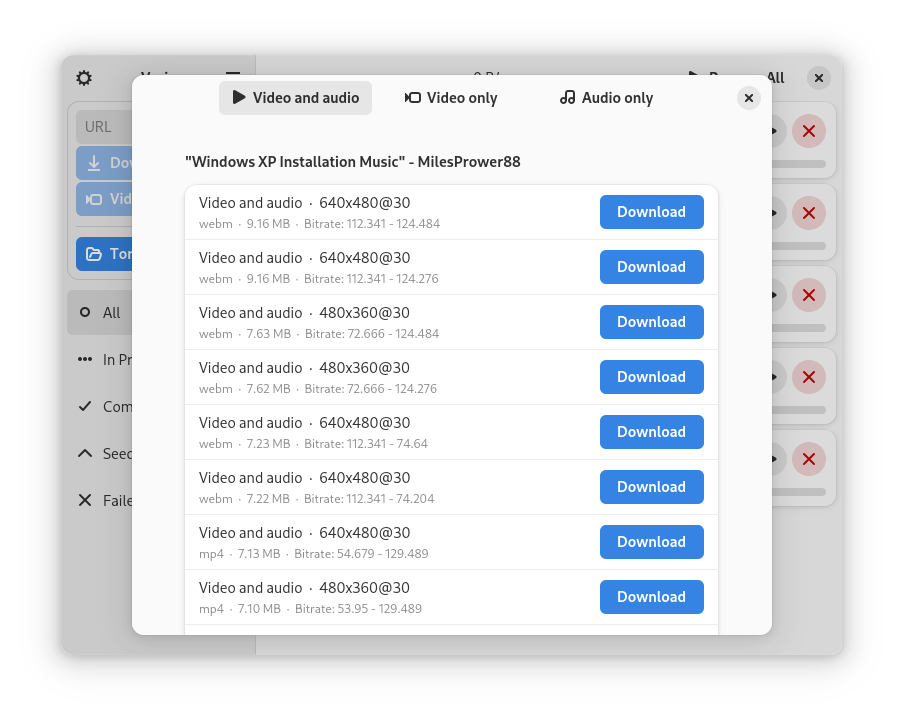 All
Video and audio
Video only
Audio only
"Windows XP Installation Music" - MilesPrower88
URL
Video and audio · 640x480@30
webm · 9.16 MB · Bitrate: 112.341 - 124.484
Download
Video and audio · 640x480@30
webm · 9.16 MB · Bitrate: 112.341 - 124.276
Download
Video and audio · 480x360@30
webm · 7.63 MB · Bitrate: 72.666 - 124.484
Download
All
Video and audio · 480x360@30
webm · 7.62 MB · Bitrate: 72.666 - 124.276
Download
In Pr
Video and audio · 640x480@30
webm · 7.23 MB · Bitrate: 112.341 - 74.64
Download
Com
Video and audio · 640x480@30
webm · 7.22 MB · Bitrate: 112.341 - 74.204
Download
Seed
Video and audio · 640x480@30
mp4 · 7.13 MB · Bitrate: 54.679 - 129.489
Download
Faile
Video and audio · 480x360@30
mp4 · 7.10 MB · Bitrate: 53.95 - 129.489
Download